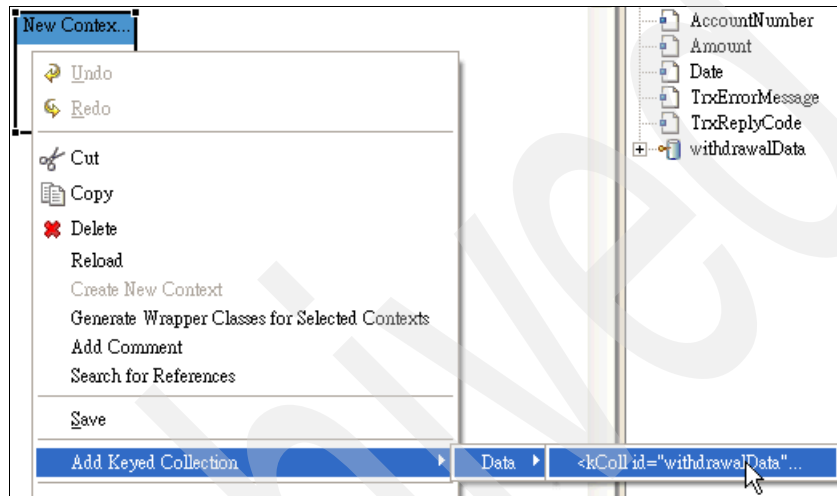 New Contex...
Undo
Redo
Cut
Copy
Delete
Reload
Create New Context
Generate Wrapper Classes for Selected Contexts
Add Comment
Search for References
Save
Add Keyed Collection
Data
<kColl id="withdrawalData"...
AccountNumber
Amount
Date
TrxErrorMessage
TrxReplyCode
withdrawalData